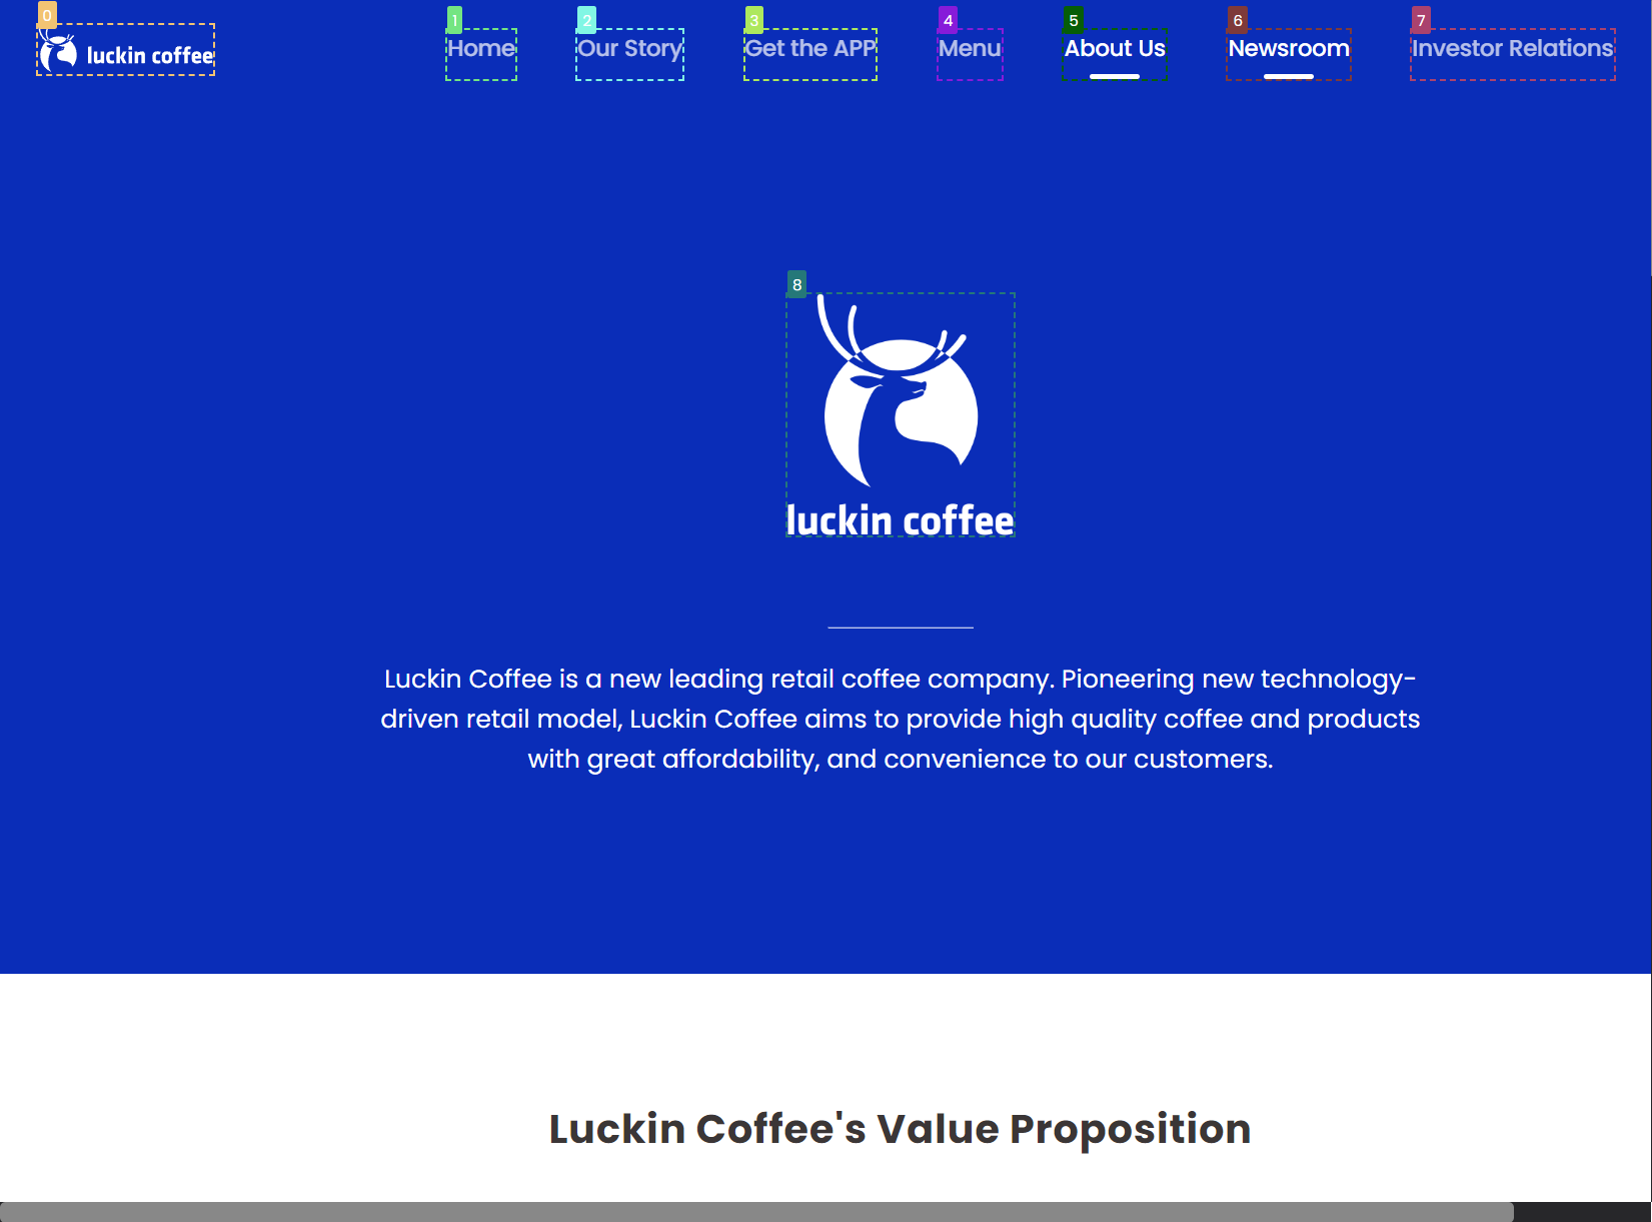 0
luckin coffee
1
Home
2
Our Story
3
Get the APP
4
Menu
5
About Us
6
Newsroom
7
Investor Relations
8
luckin coffee
Luckin Coffee is a new leading retail coffee company. Pioneering new technology-
driven retail model, Luckin Coffee aims to provide high quality coffee and products
with great affordability, and convenience to our customers.
Luckin Coffee's Value Proposition